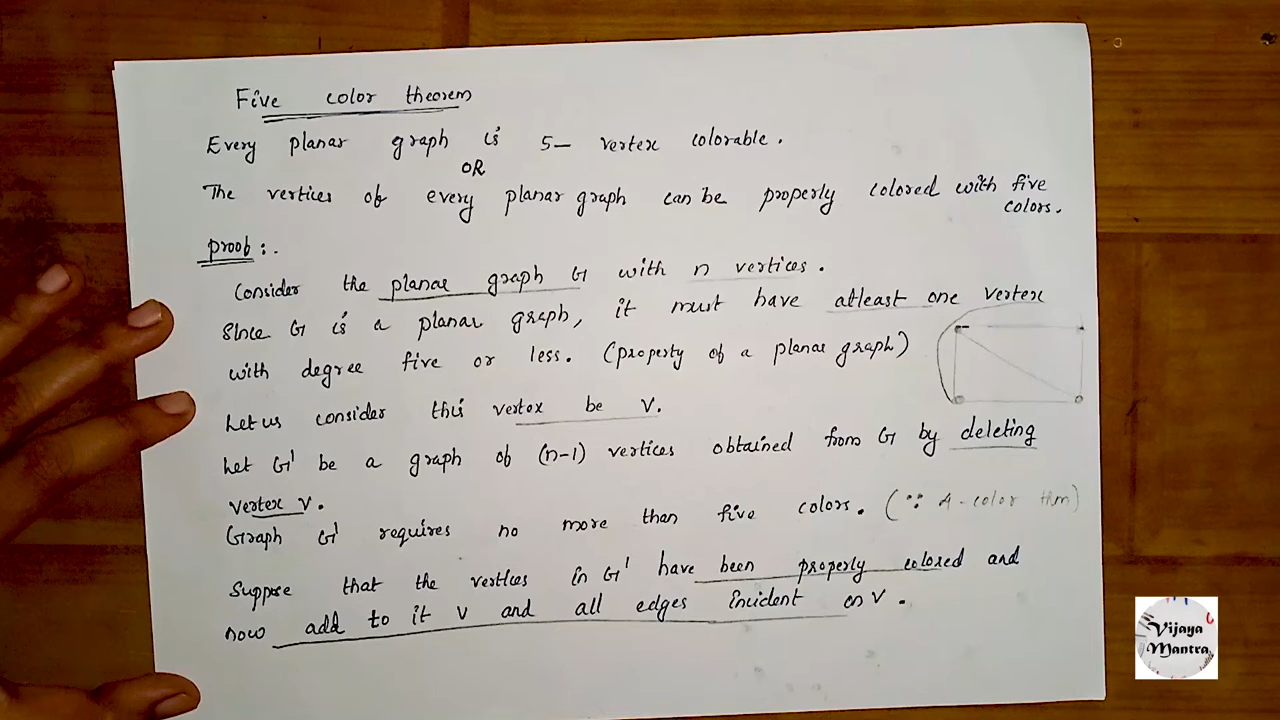 Five color theorem
Every planar graph is 5- vertex colorable.
OR
The vertices of every planar graph can be properly colored with five
colors.
proof:.
Consider the planar graph G with n vertices.
Since G is a planar graph, it must have atleast one vertex
with degree five or less. (property of a planar graph)
Let us consider this vertex be V.
Let G' be a graph of (n-1) vertices obtained from G by deleting
vertex V.
Graph G' requires no more than five colors. (∵ 4-color thm)
Suppose that the vertices in G' have been properly colored and
now add to it V and all edges incident on V.
Vijaya
Mantra